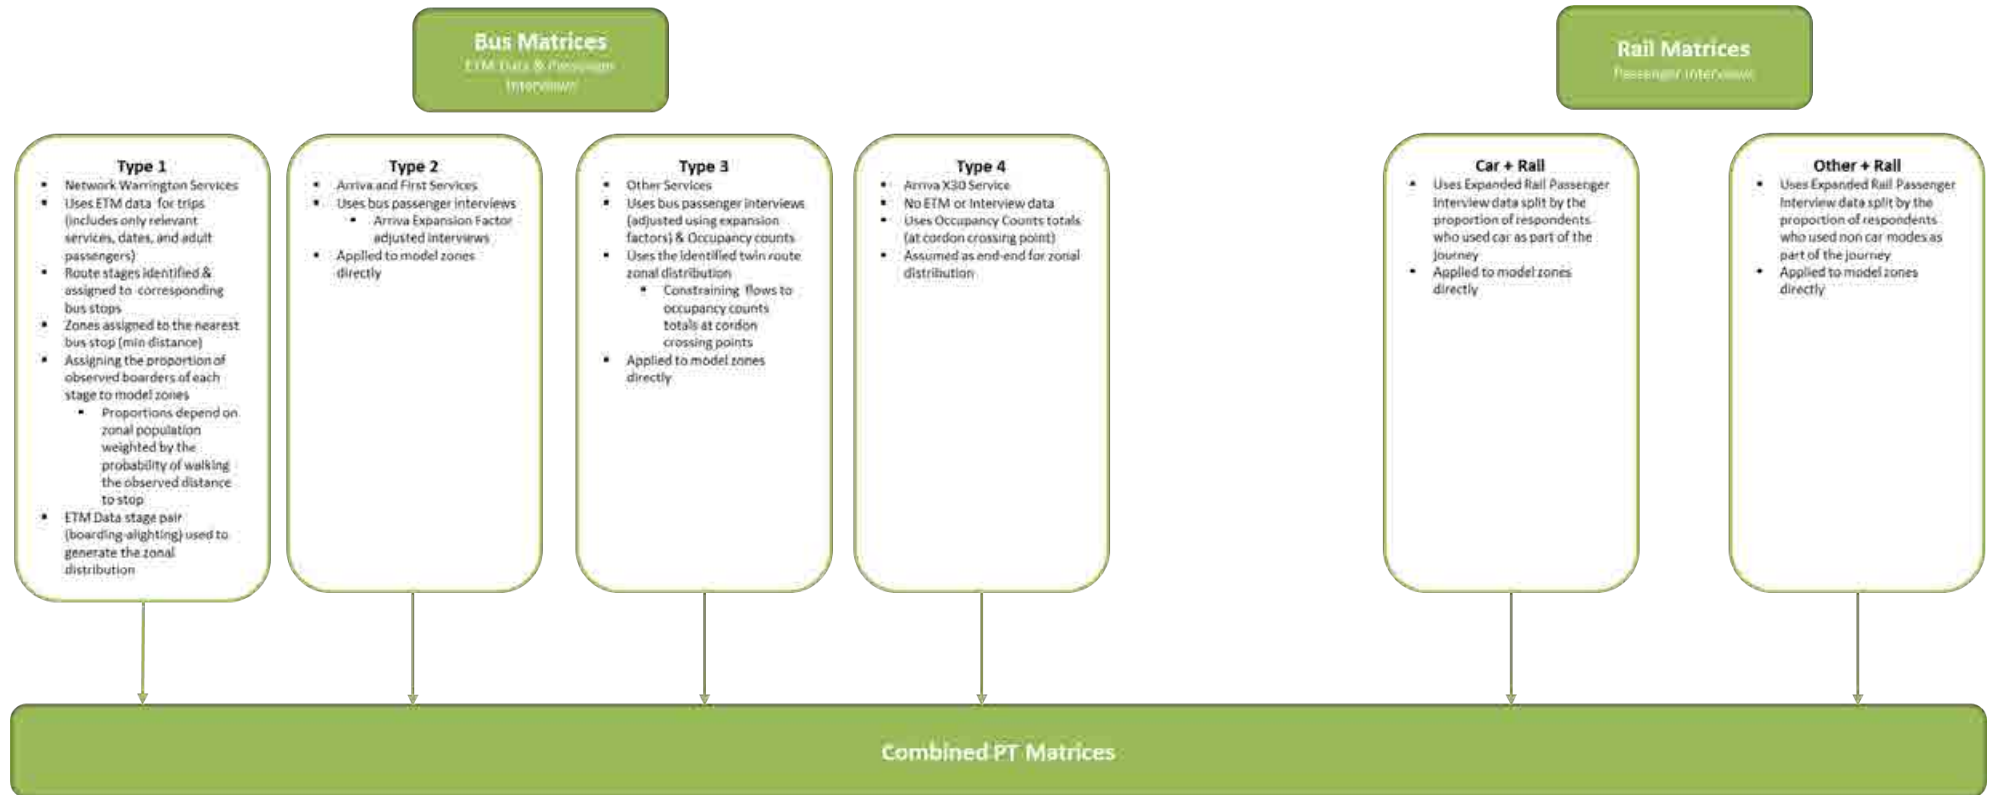 Bus Matrices
ETM Data & Passenger
Interviews
Rail Matrices
Passenger Interviews
Type 1
▪ Network Warrington Services
▪ Uses ETM data for trips
(includes only relevant
services, dates, and adult
passengers)
▪ Route stages identified &
assigned to corresponding
bus stops
▪ Zones assigned to the nearest
bus stop (min distance)
▪ Assigning the proportion of
observed boarders of each
stage to model zones
▪ Proportions depend on
zonal population
weighted by the
probability of walking
the observed distance
to stop
▪ ETM Data stage pair
(boarding-alighting) used to
generate the zonal
distribution
Type 2
▪ Arriva and First Services
▪ Uses bus passenger interviews
▪ Arriva Expansion Factor
adjusted interviews
▪ Applied to model zones
directly
Type 3
▪ Other Services
▪ Uses bus passenger interviews
(adjusted using expansion
factors) & Occupancy counts
▪ Uses the identified twin route
zonal distribution
▪ Constraining flows to
occupancy counts
totals at cordon
crossing points
▪ Applied to model zones
directly
Type 4
▪ Arriva X30 Service
▪ No ETM or Interview data
▪ Uses Occupancy Counts totals
(at cordon crossing point)
▪ Assumed as end-end for zonal
distribution
Car + Rail
▪ Uses Expanded Rail Passenger
Interview data split by the
proportion of respondents
who used car as part of the
journey
▪ Applied to model zones
directly
Other + Rail
▪ Uses Expanded Rail Passenger
Interview data split by the
proportion of respondents
who used non car modes as
part of the journey
▪ Applied to model zones
directly
Combined PT Matrices